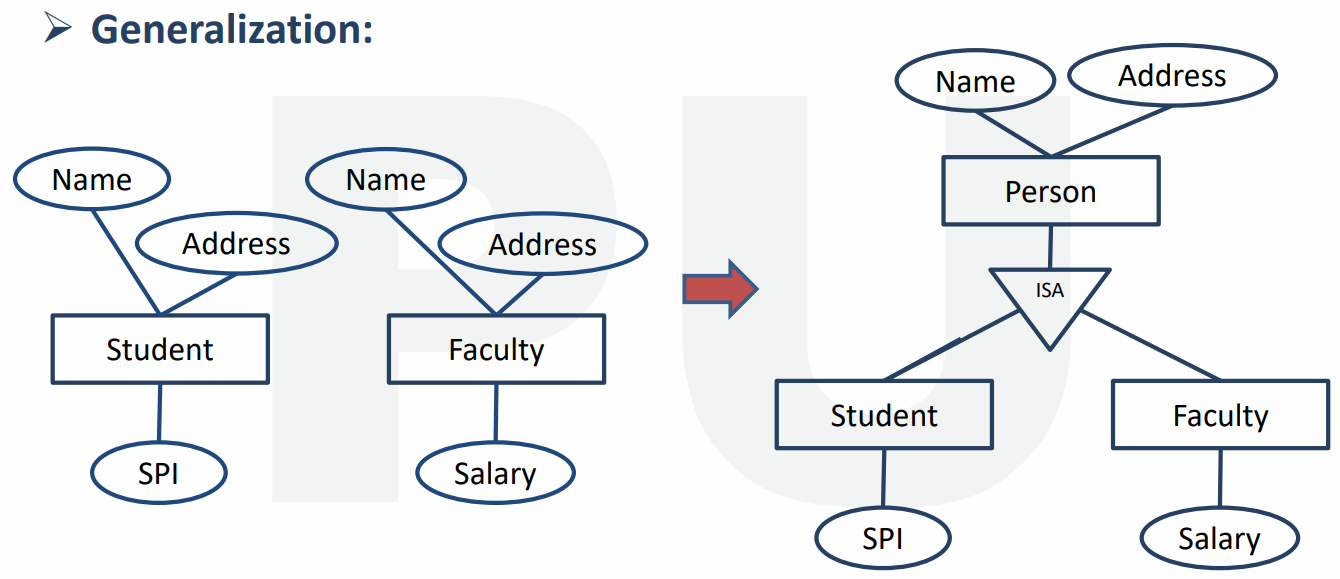 ➢ Generalization:
Name
Address
Name
Address
Student
Faculty
SPI
Salary
Name
Address
Person
ISA
Student
Faculty
SPI
Salary
PU